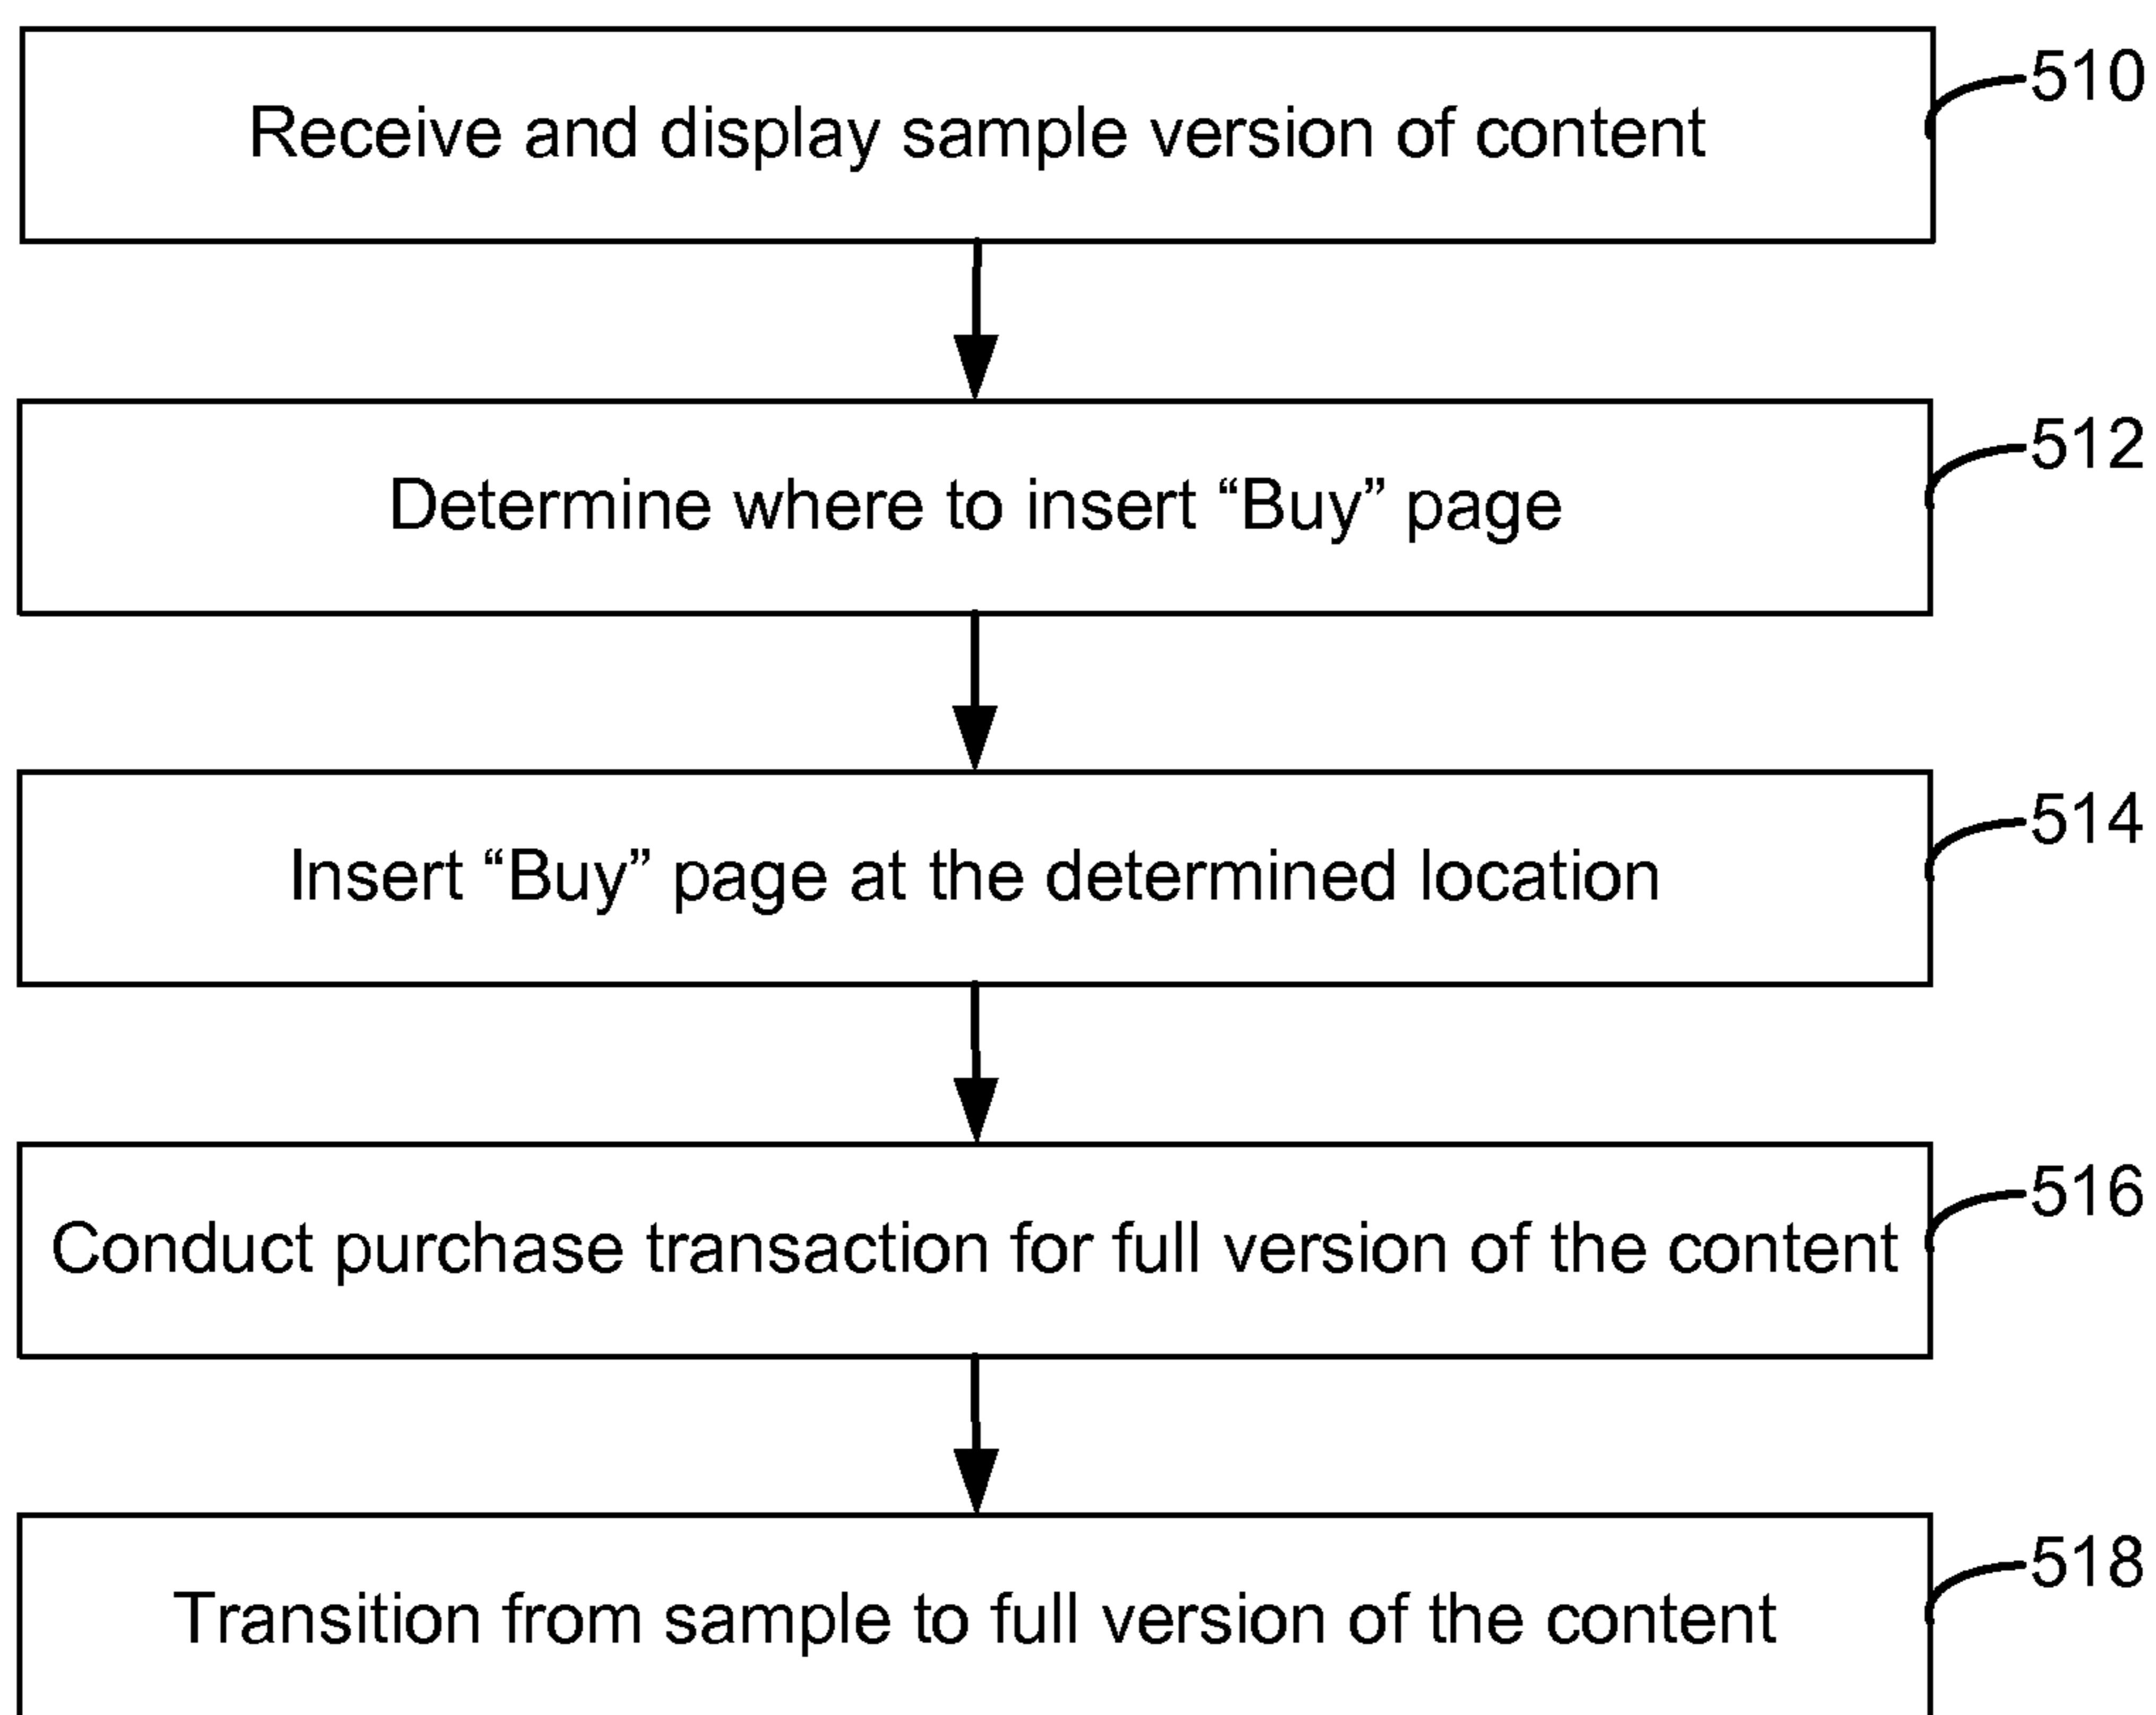 Receive and display sample version of content
510
Determine where to insert “Buy” page
512
Insert “Buy” page at the determined location
514
Conduct purchase transaction for full version of the content
516
Transition from sample to full version of the content
518